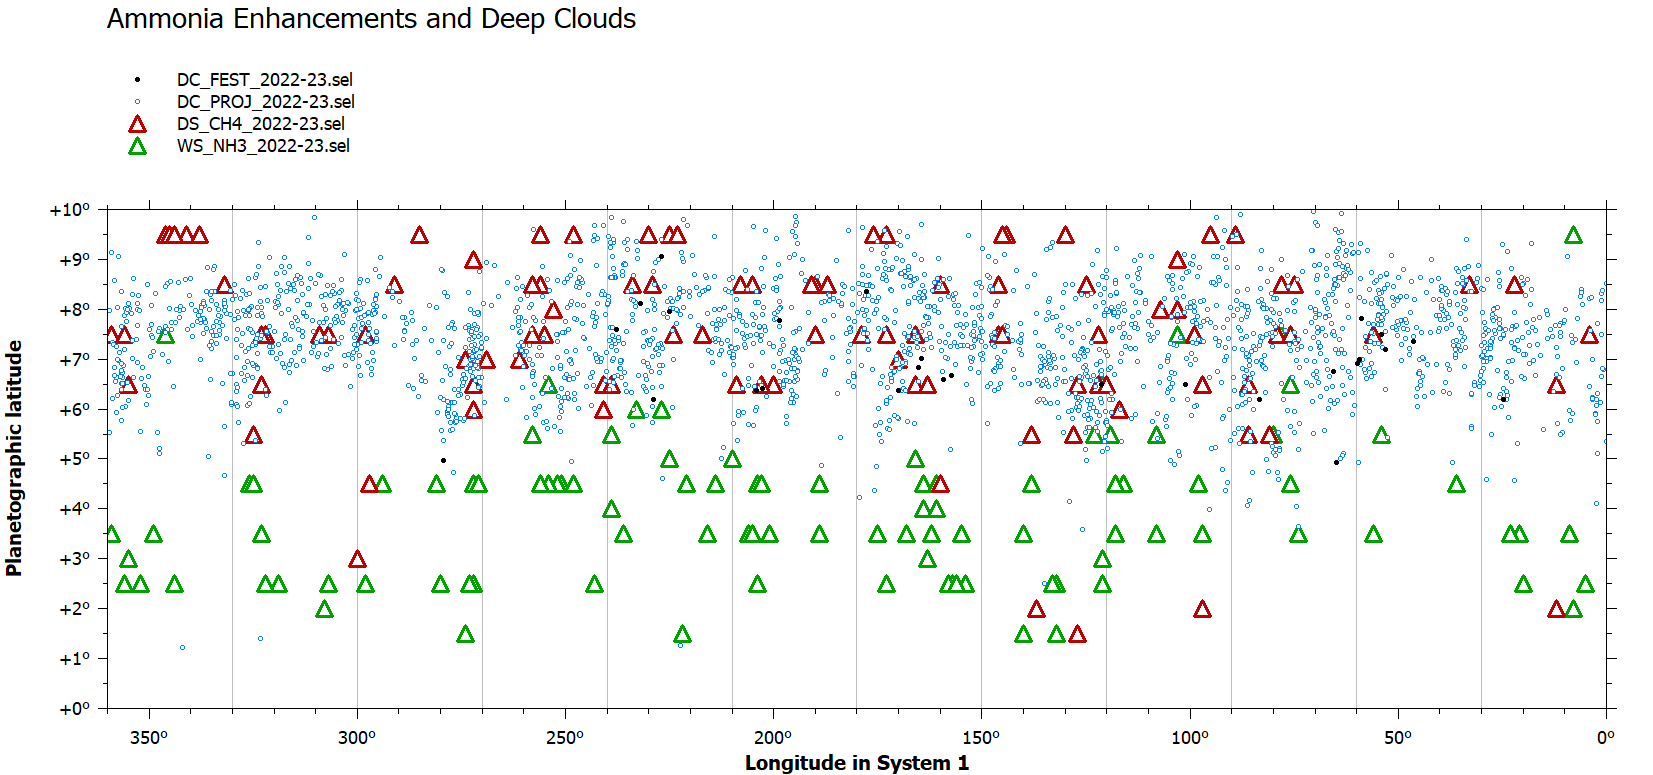 Ammonia Enhancements and Deep Clouds
DC_FEST_2022-23.sel
DC_PROJ_2022-23.sel
DS_CH4_2022-23.sel
WS_NH3_2022-23.sel
+10º
+9º
+8º
+7º
+6º
+5º
+4º
+3º
+2º
+1º
+0º
Planetographic latitude
350º 300º 250º 200º 150º 100º 50º 0º
Longitude in System 1